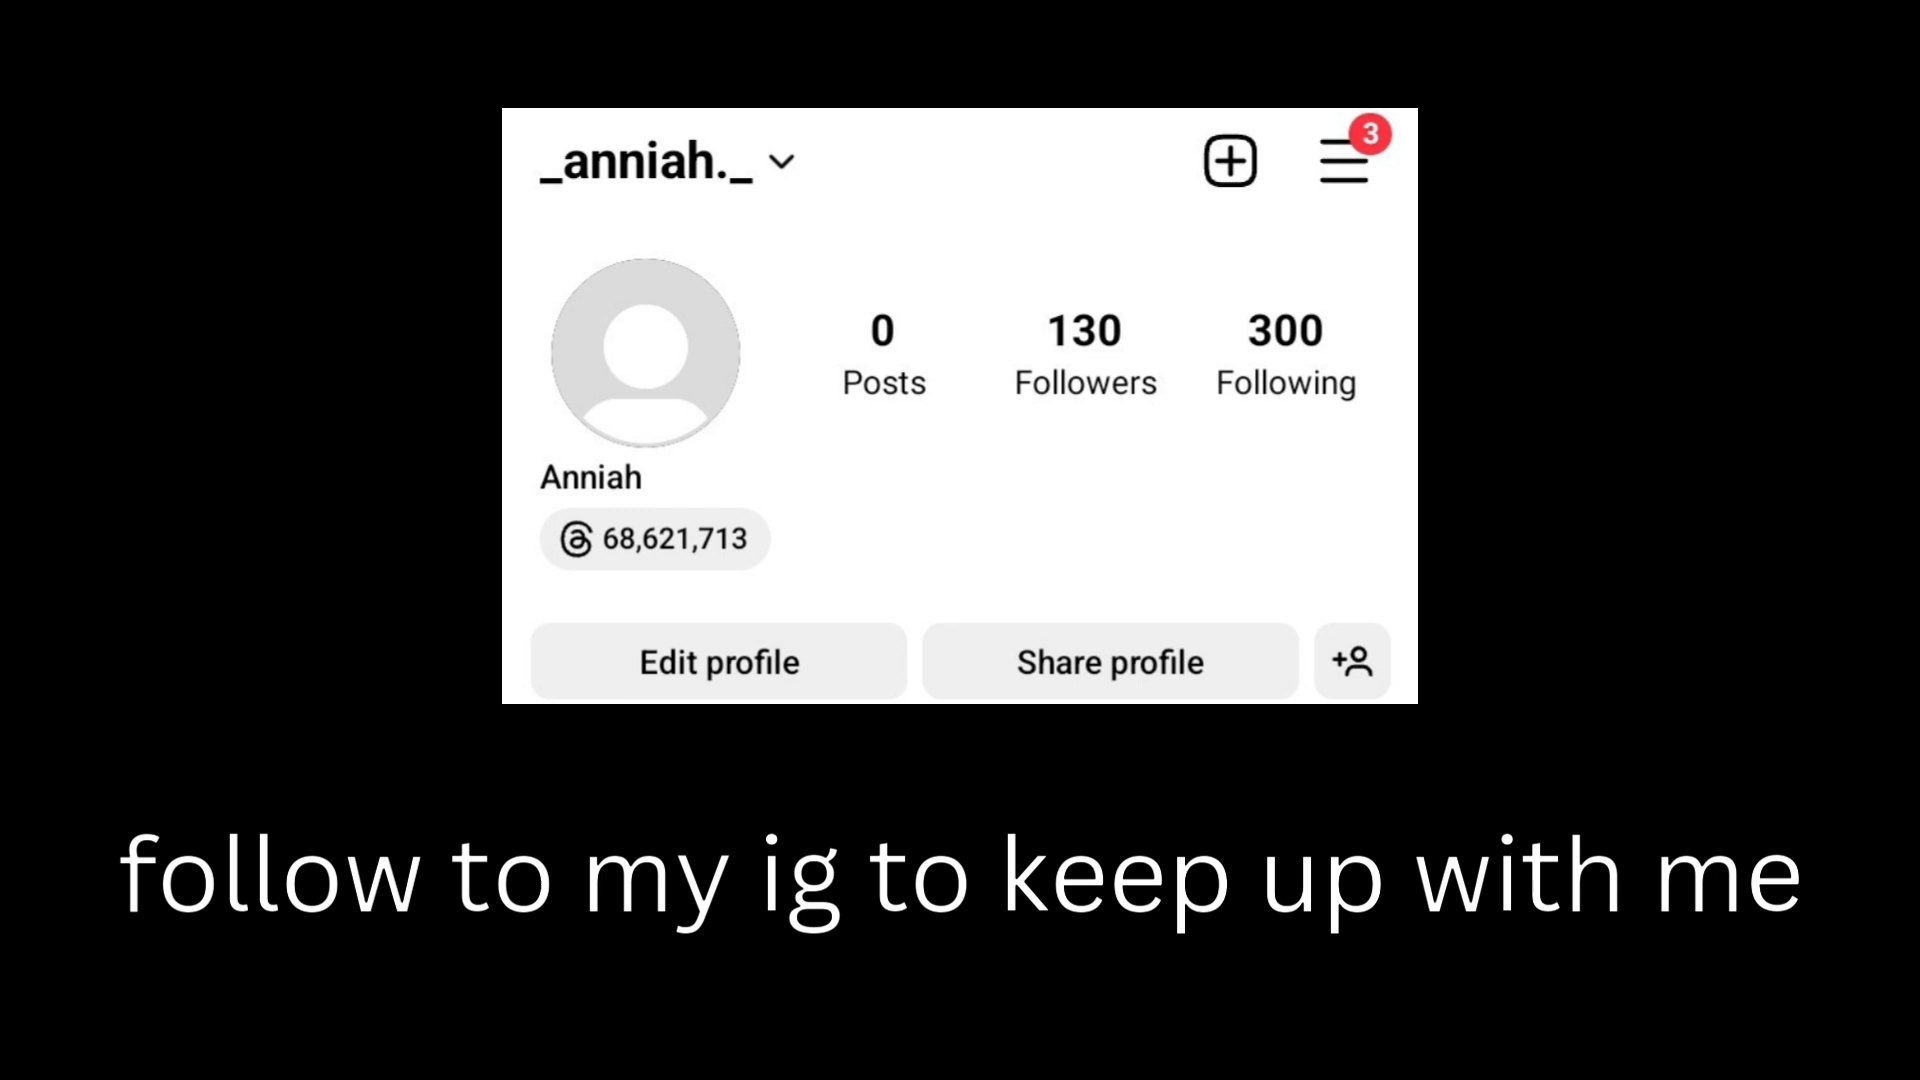 _anniah._
3
0 130 300
Posts Followers Following
Anniah
68,621,713
Edit profile Share profile
follow to my ig to keep up with me